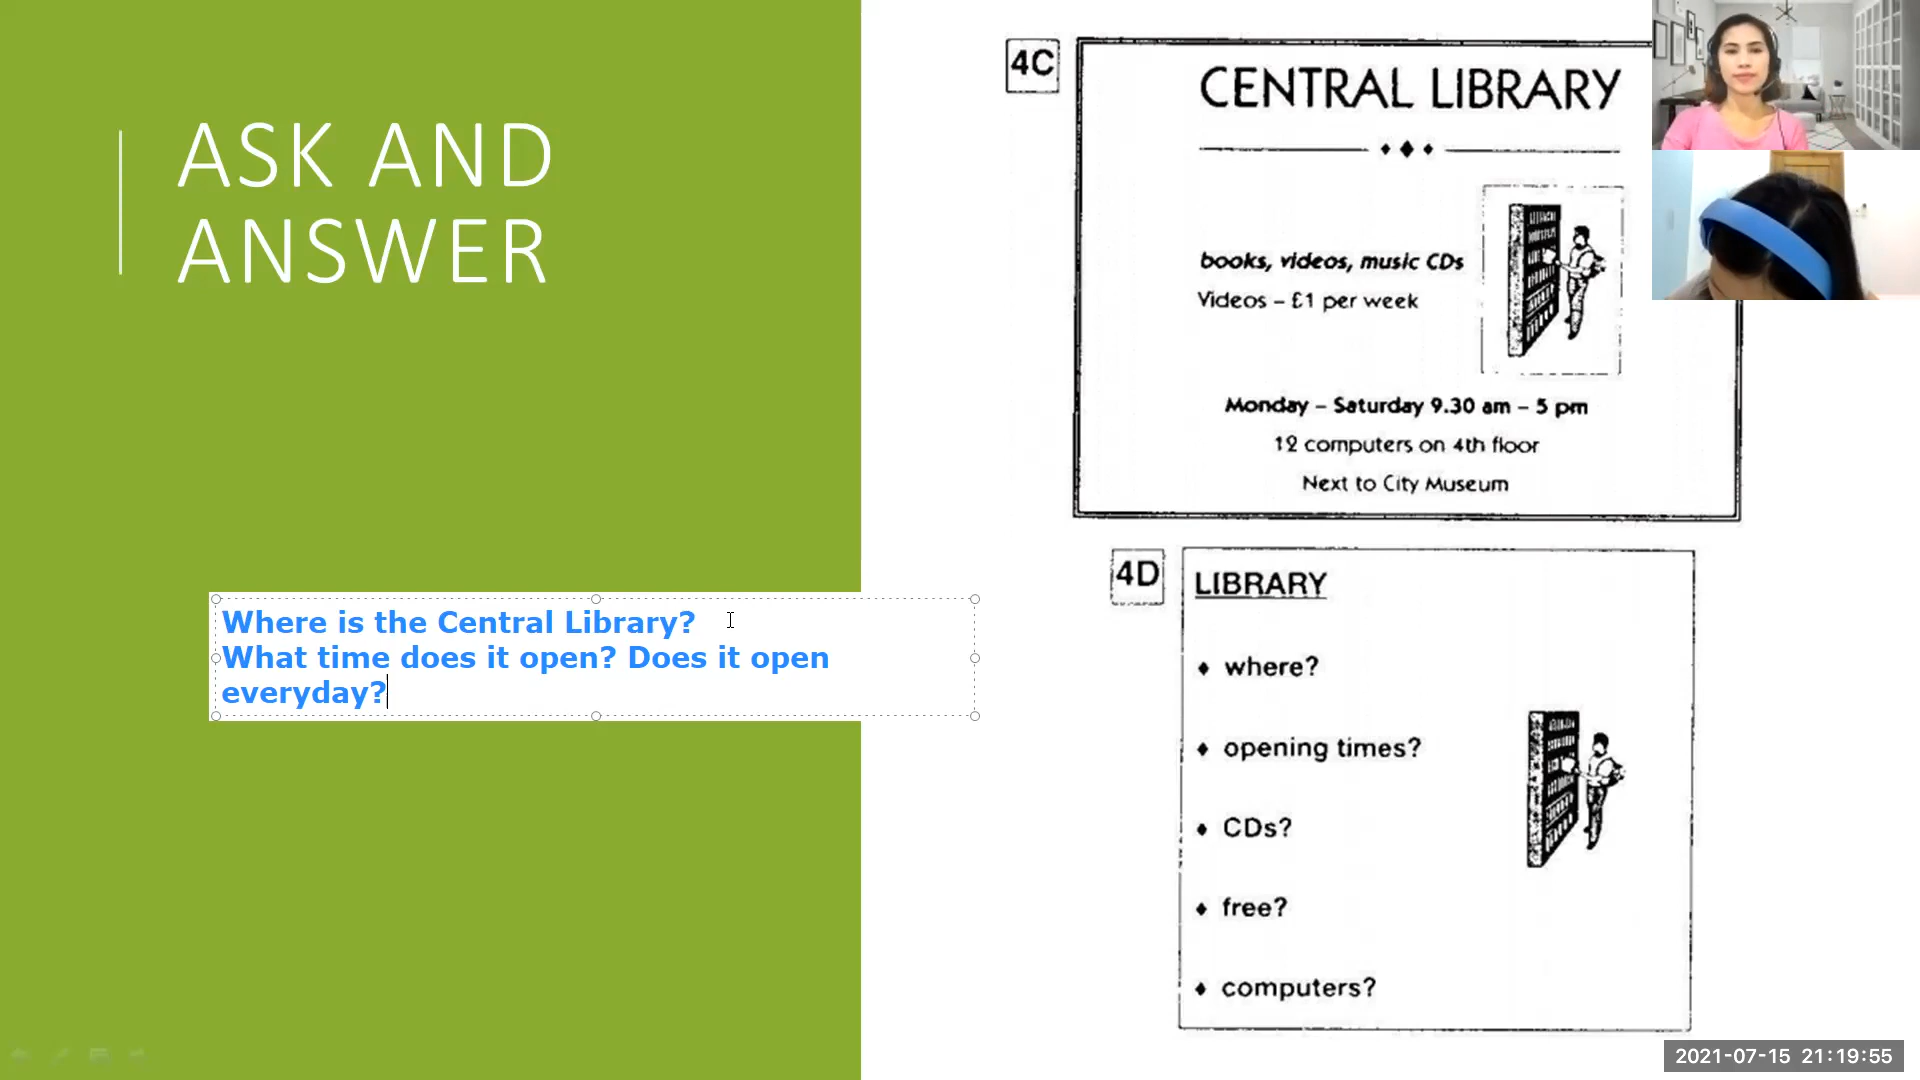 ASK AND
ANSWER
Where is the Central Library?
What time does it open? Does it open
everyday?
4C
CENTRAL LIBRARY
books, videos, music CDs
Videos – £1 per week
Monday – Saturday 9.30 am – 5 pm
12 computers on 4th floor
Next to City Museum
4D
LIBRARY
♦ where?
♦ opening times?
♦ CDs?
♦ free?
♦ computers?
2021-07-15 21:19:55